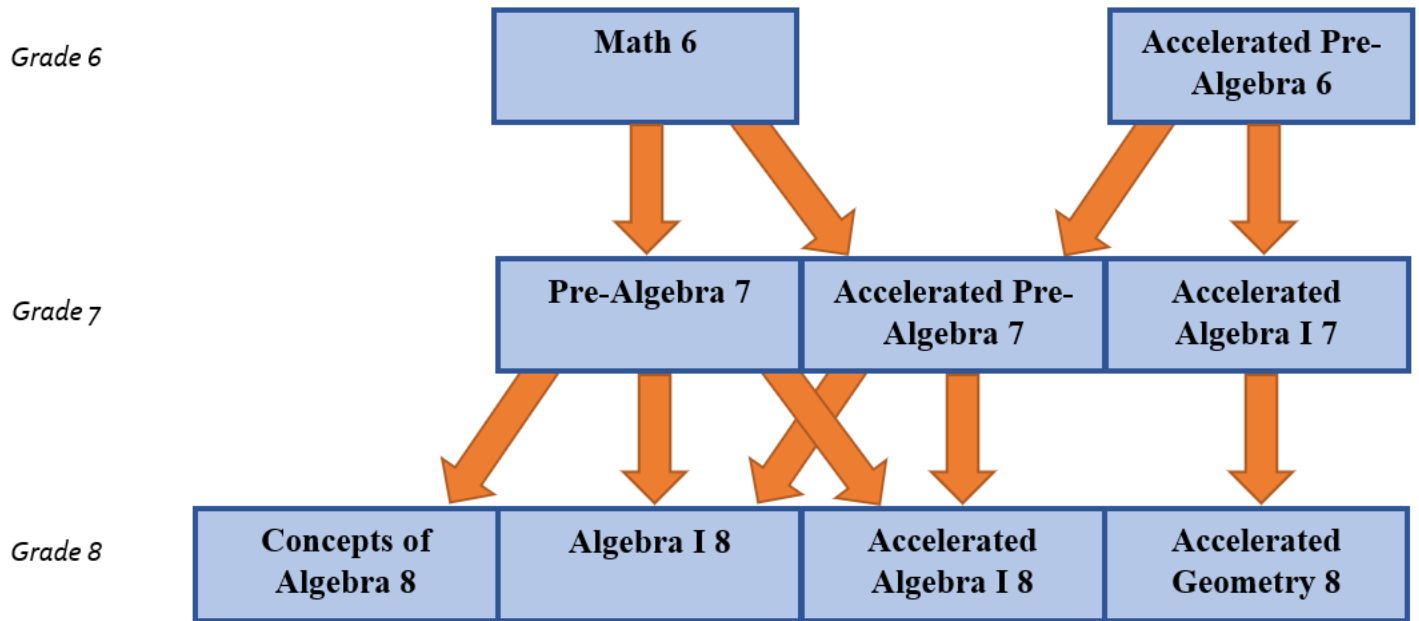 Grade 6
Math 6
Accelerated Pre-
Algebra 6
Grade 7
Pre-Algebra 7
Accelerated Pre-
Algebra 7
Accelerated
Algebra I 7
Grade 8
Concepts of
Algebra 8
Algebra I 8
Accelerated
Algebra I 8
Accelerated
Geometry 8